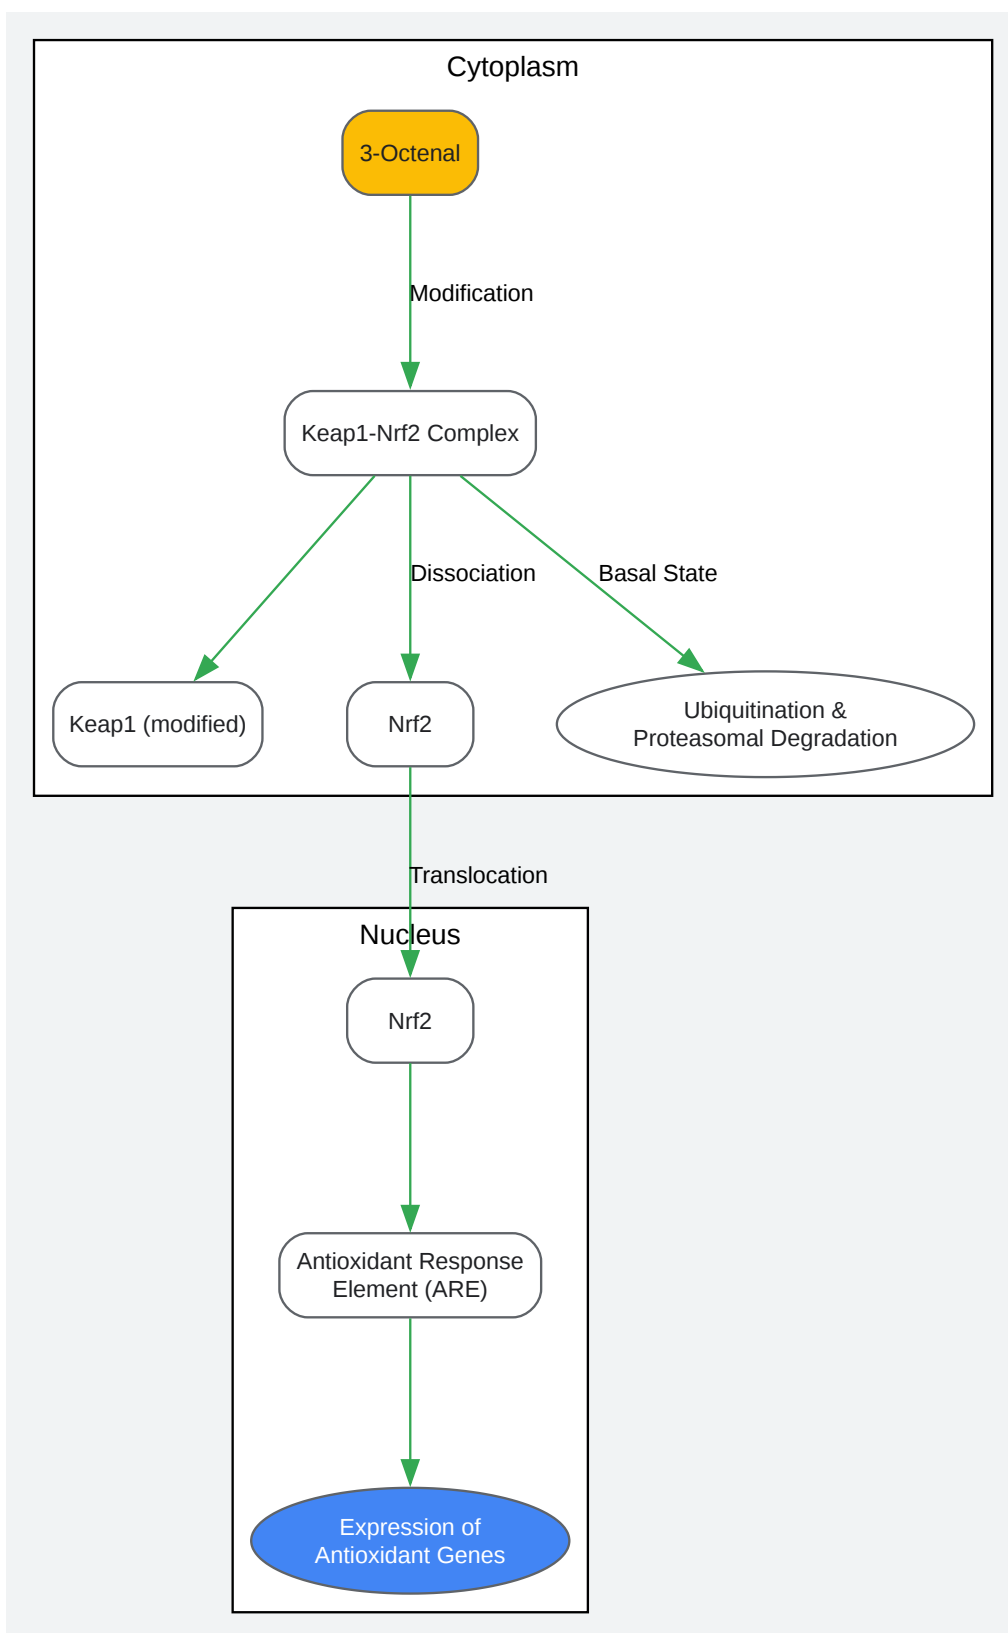 Cytoplasm
3-Octenal
Modification
Keap1-Nrf2 Complex
Dissociation
Basal State
Keap1 (modified)
Nrf2
Ubiquitination &
Proteasomal Degradation
Translocation
Nucleus
Nrf2
Antioxidant Response
Element (ARE)
Expression of
Antioxidant Genes